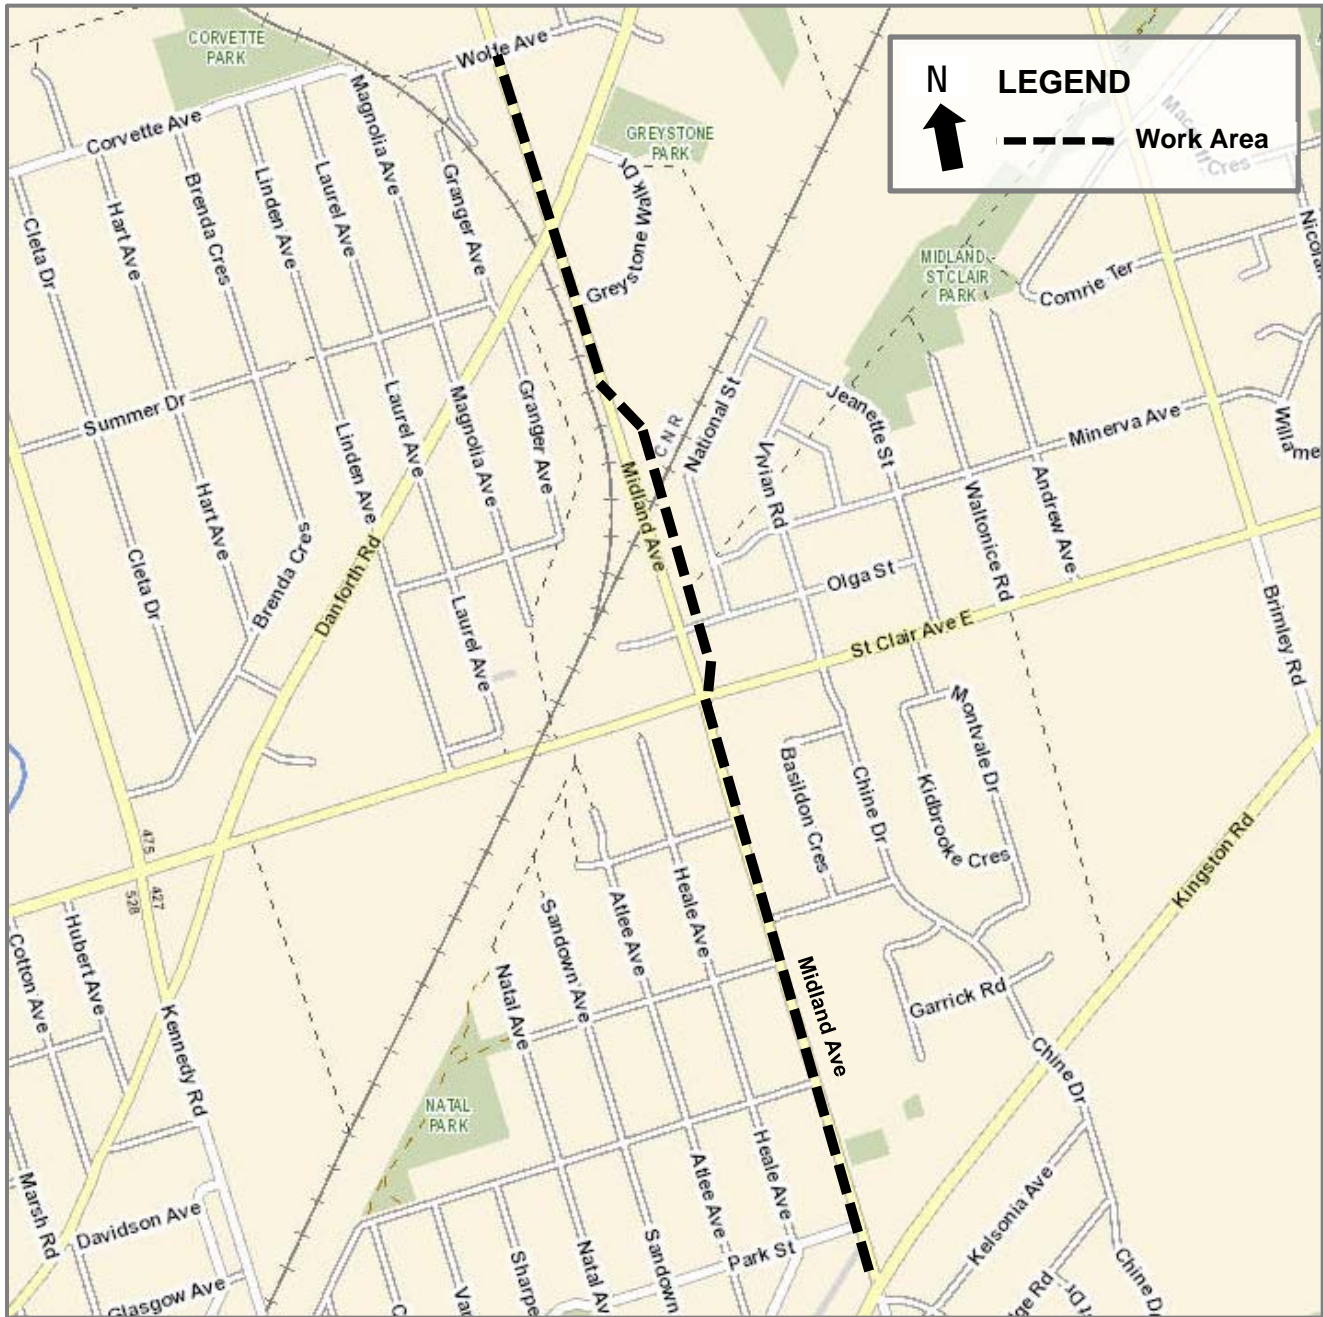 CORVETTE
PARK
Wolfe Ave
N
LEGEND
Work Area
Corvette Ave
Magnolia Ave
GREYSTONE
PARK
Cres
Greystone Walk Dr
Cleta Dr
Hart Ave
Brenda Cres
Linden Ave
Laurel Ave
Granger Ave
MIDLAND-
ST CLAIR
PARK
Comrie Ter
Summer Dr
Laurel Ave
Magnolia Ave
Granger Ave
CNR
National St
Jeanette St
Minerva Ave
Linden Ave
Hart Ave
Midland Ave
Vivian Rd
Waltonice Rd
Andrew Ave
Cleta Dr
Brenda Cres
Danforth Rd
Laurel Ave
Olga St
St Clair Ave E
Brimley Rd
Montvale Dr
Basildon Cres
Chine Dr
Kidbrooke Cres
Kingston Rd
475
427
528
Cotton Ave
Hubert Ave
Kennedy Rd
Natal Ave
Sandown Ave
Atlee Ave
Heale Ave
Midland Ave
Garrick Rd
Chine Dr
NATAL
PARK
Marsh Rd
Davidson Ave
Glasgow Ave
Sharpe
Natal Av
Sandown
Atlee Ave
Heale Ave
Park St
Kelsonia Ave
Chine Dr